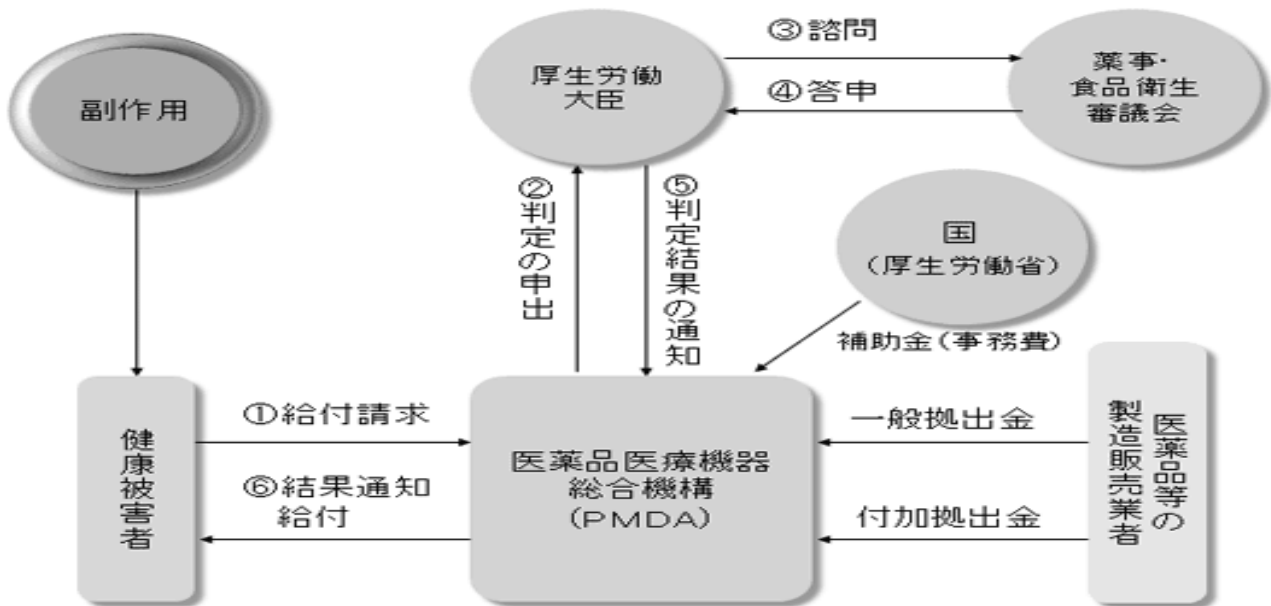 副作用
厚生労働
大臣
③諮問
④答申
薬事・
食品衛生
審議会
②判定の申出
⑤判定結果の通知
国
(厚生労働省)
補助金(事務費)
健康被害者
①給付請求
⑥結果通知
給付
医薬品医療機器
総合機構
(PMDA)
一般拠出金
付加拠出金
医薬品等の
製造販売業者